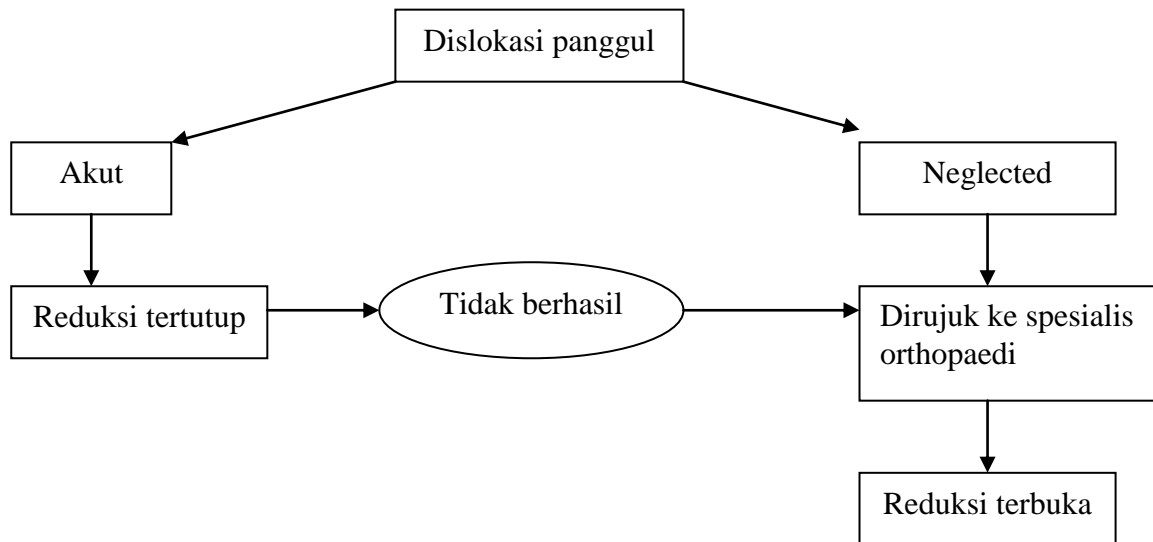 Dislokasi panggul
Akut
Neglected
Reduksi tertutup
Tidak berhasil
Dirujuk ke spesialis
orthopaedi
Reduksi terbuka